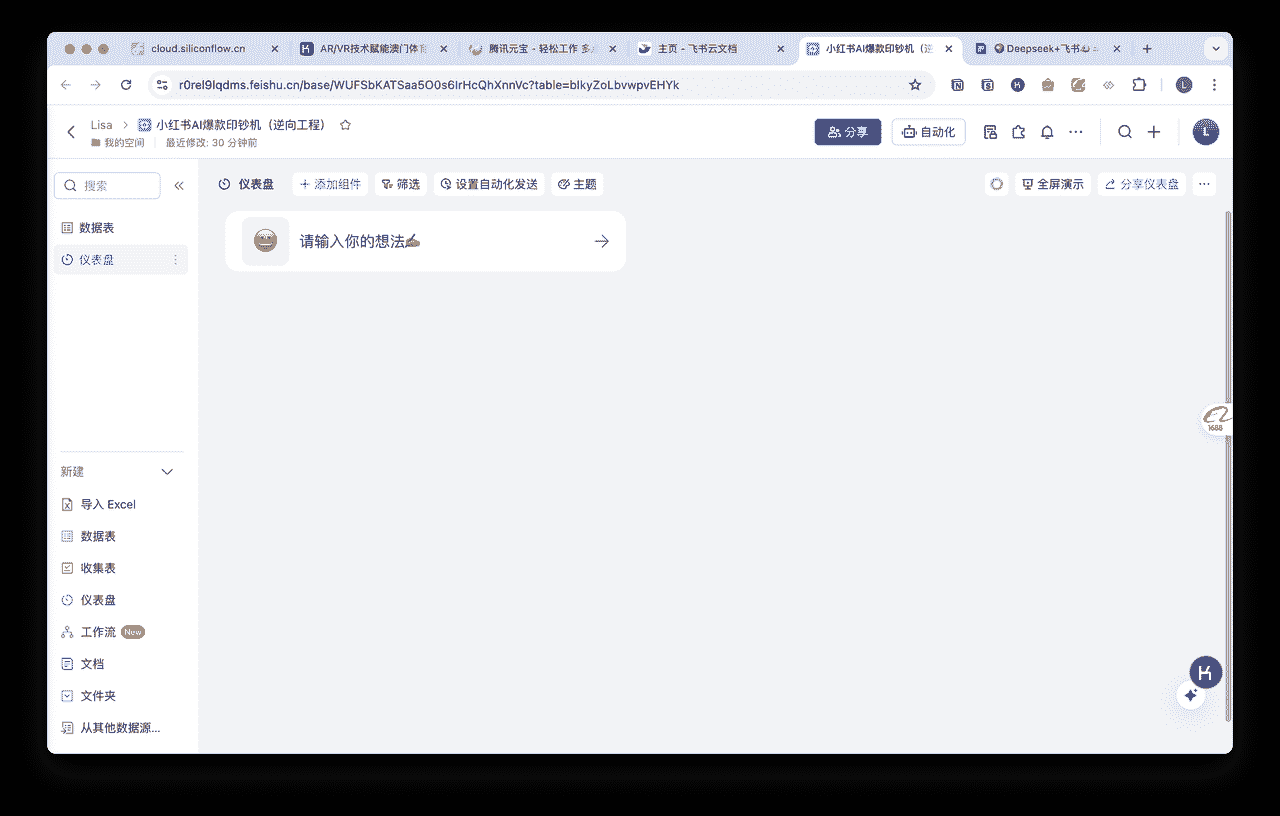 cloud.siliconflow.cn
AR/VR技术赋能澳门体育
腾讯元宝 - 轻松工作 多
主页 - 飞书云文档
小红书AI爆款印钞机（逆
Deepseek+飞书
r0rel9lqdms.feishu.cn/base/WUFSbKATSaa5O0s6IrHcQhXnnVc?table=blkyZoLbvwpvEHYk
Lisa
小红书AI爆款印钞机（逆向工程）
我的空间
最近修改: 30 分钟前
分享
自动化
L
搜索
仪表盘
添加组件
筛选
设置自动化发送
主题
全屏演示
分享仪表盘
数据表
仪表盘
请输入你的想法✍
1688
新建
导入 Excel
数据表
收集表
仪表盘
工作流 New
文档
文件夹
从其他数据源...